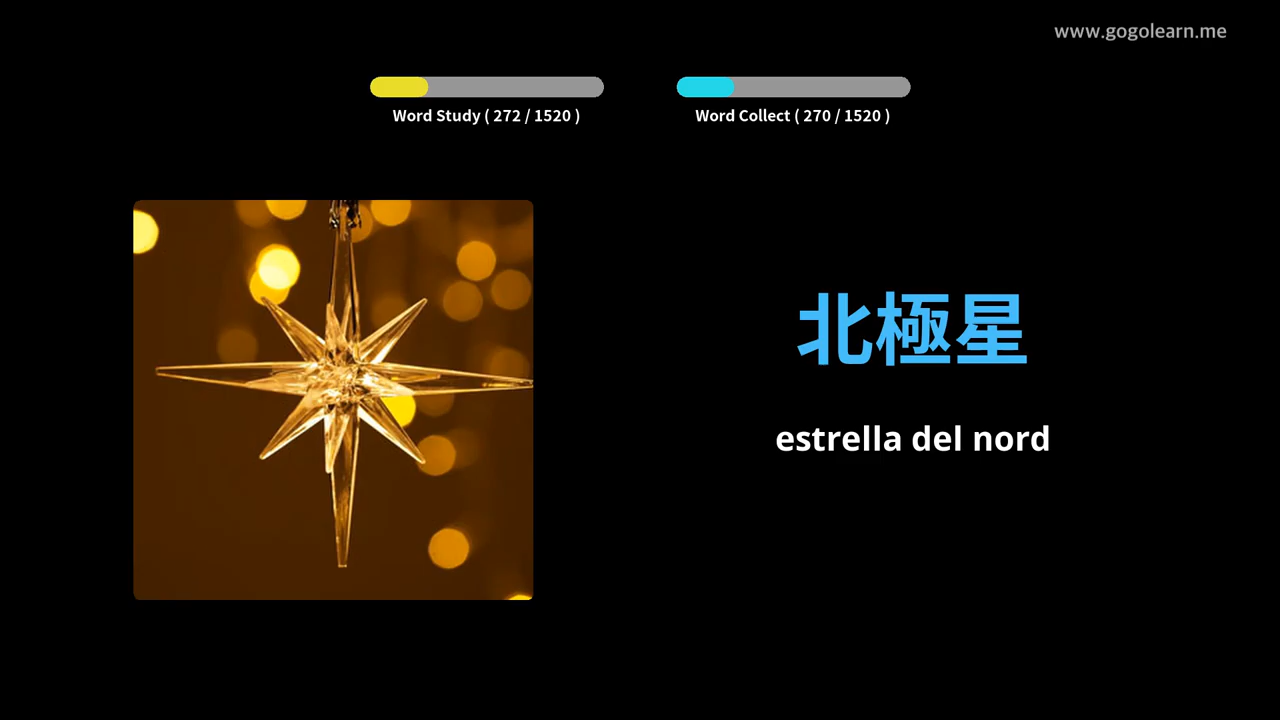 www.gogolearn.me
Word Study ( 272 / 1520 )
Word Collect ( 270 / 1520 )
北極星
estrella del nord